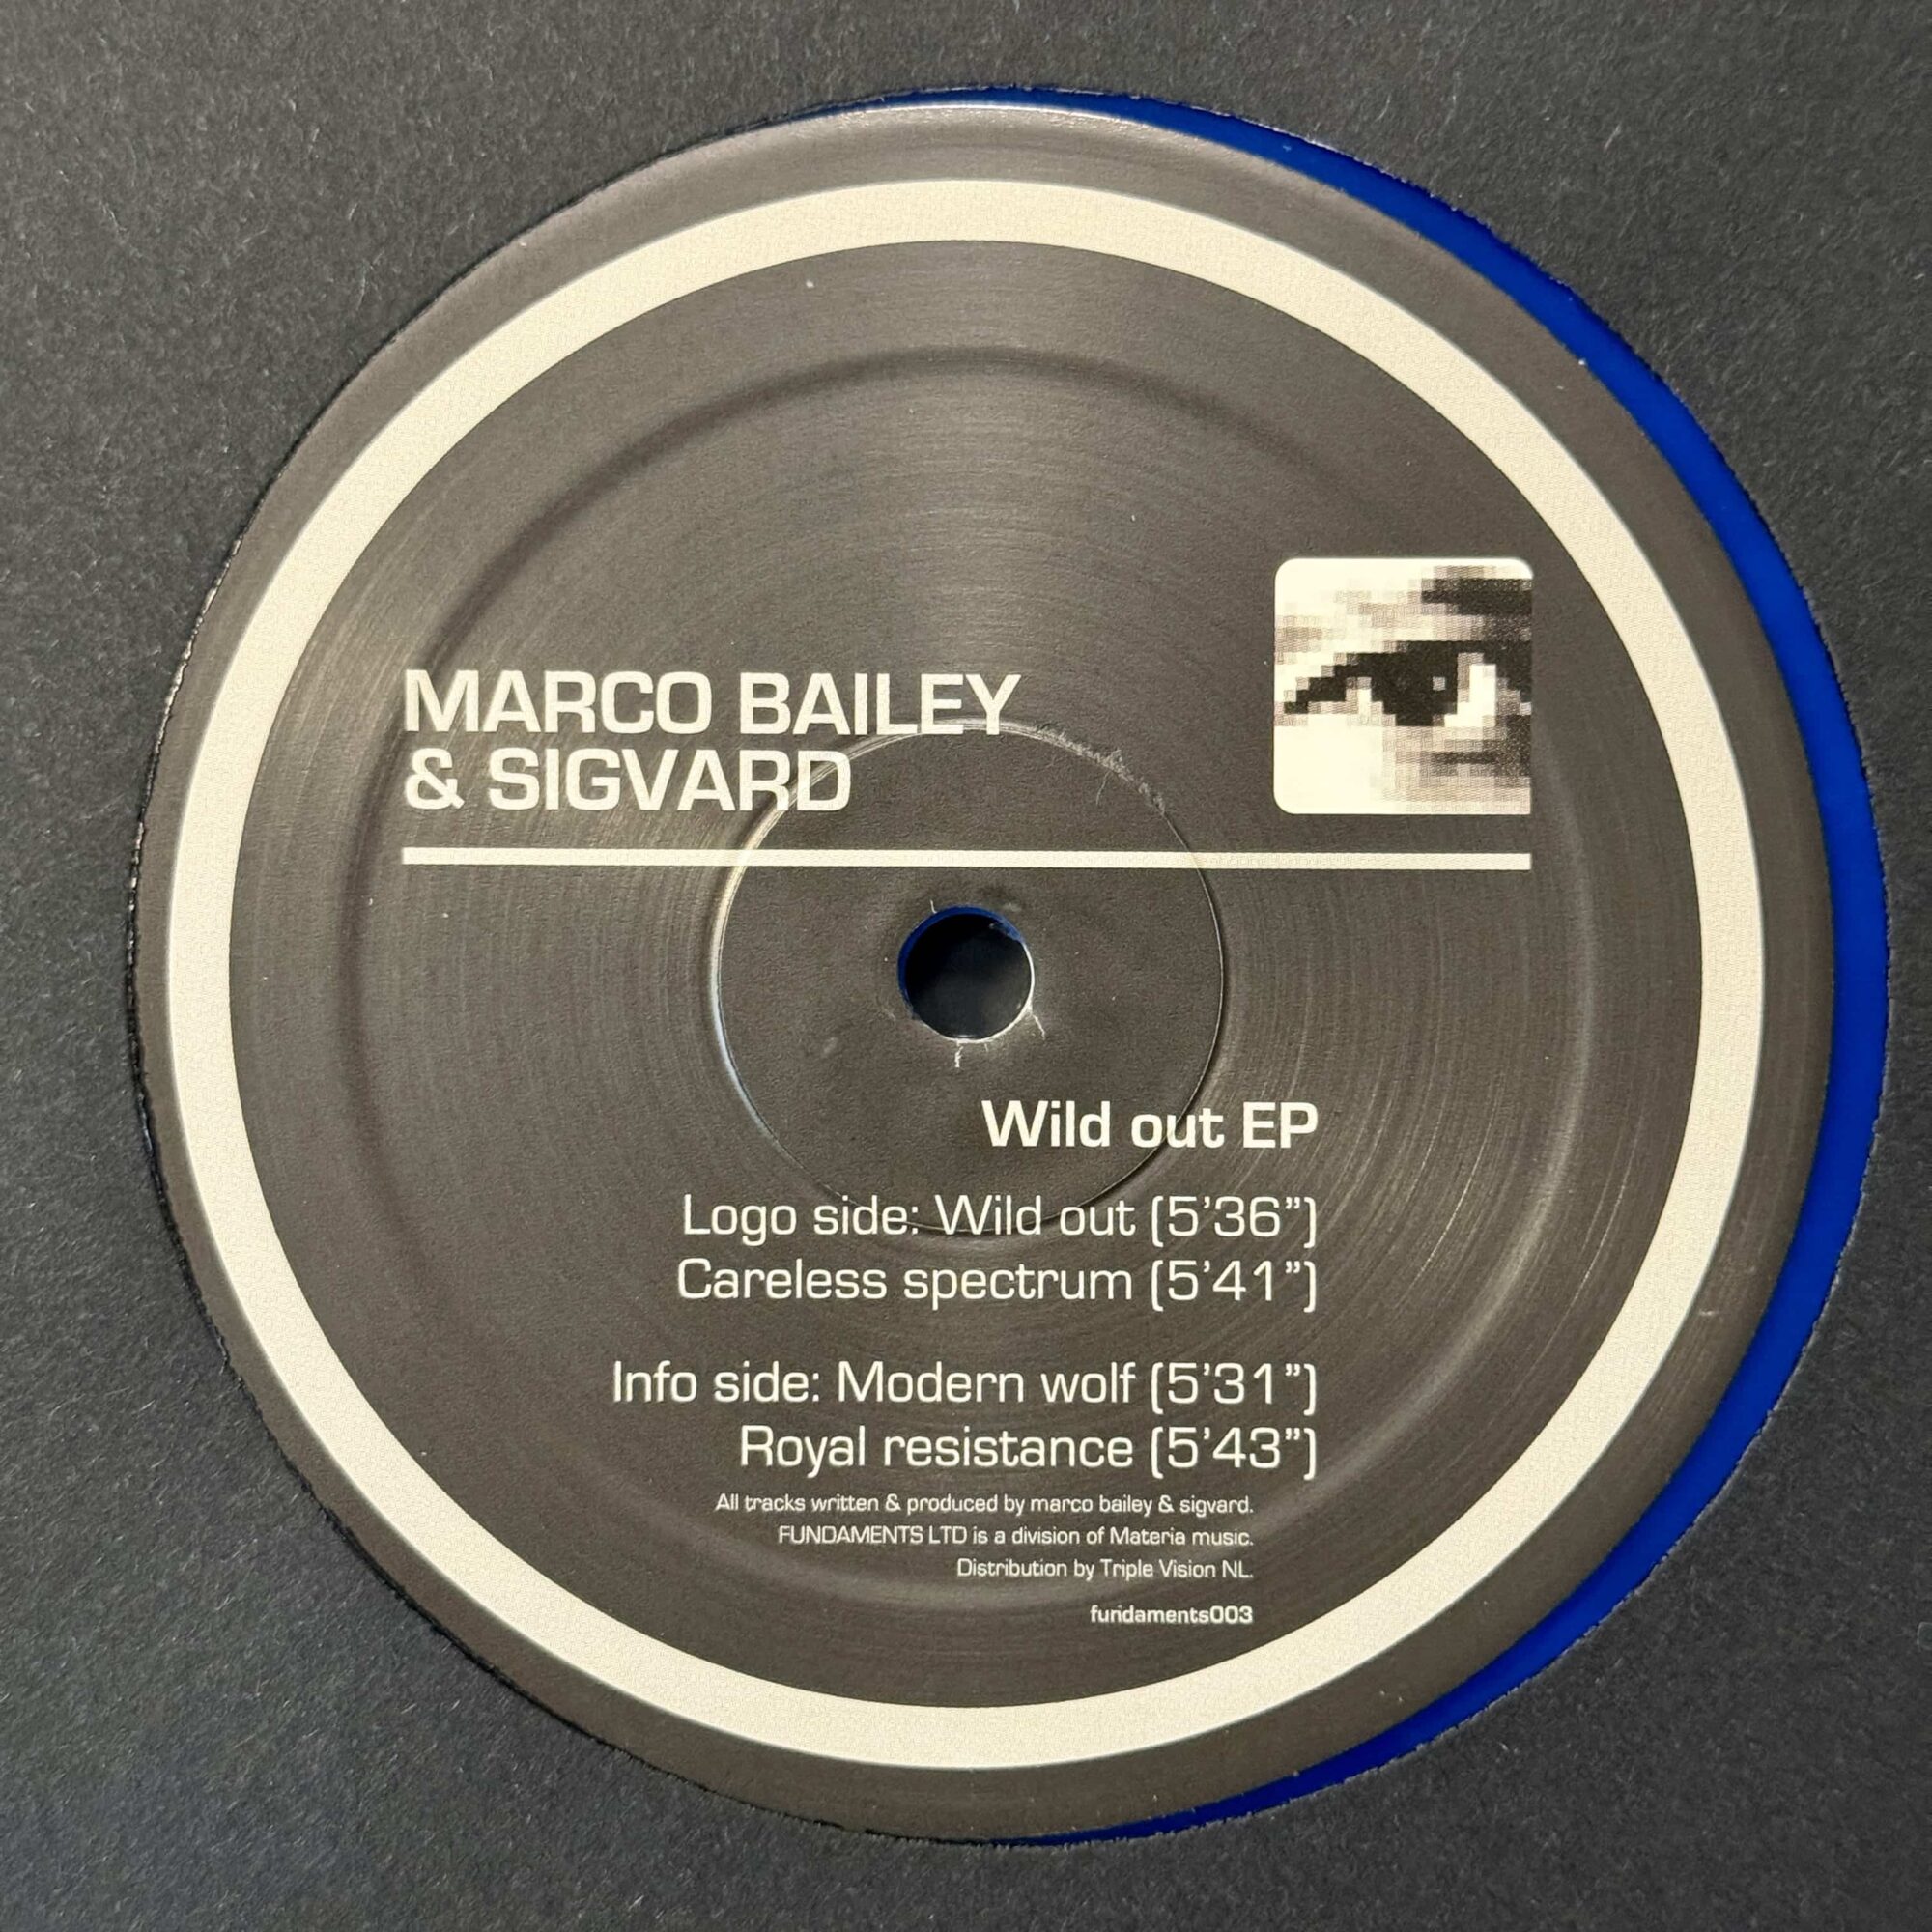 MARCO BAILEY
& SIGVARD
Wild out EP
Logo side: Wild out (5’36”)
Careless spectrum (5’41”)
Info side: Modern wolf (5’31”)
Royal resistance (5’43”)
All tracks written & produced by marco bailey & sigvard.
FUNDAMENTS LTD is a division of Materia music.
Distribution by Triple Vision NL.
fundaments003